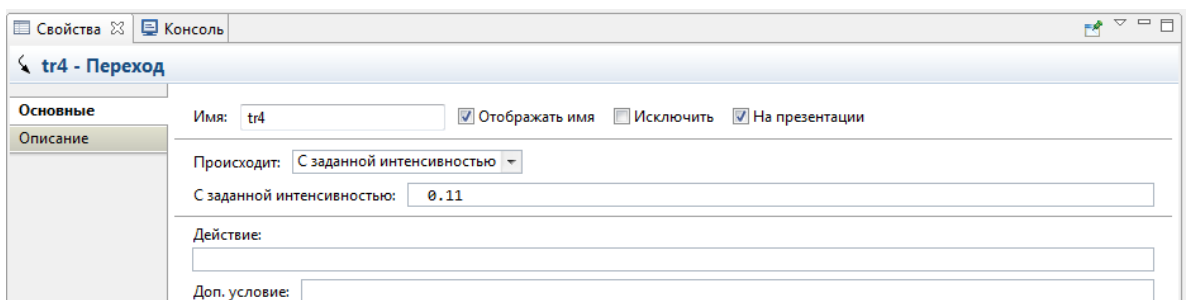 Свойства Консоль
tr4 - Переход
Основные
Описание
Имя: tr4 Отображать имя Исключить На презентации
Происходит: С заданной интенсивностью
С заданной интенсивностью: 0.11
Действие:
Доп. условие: